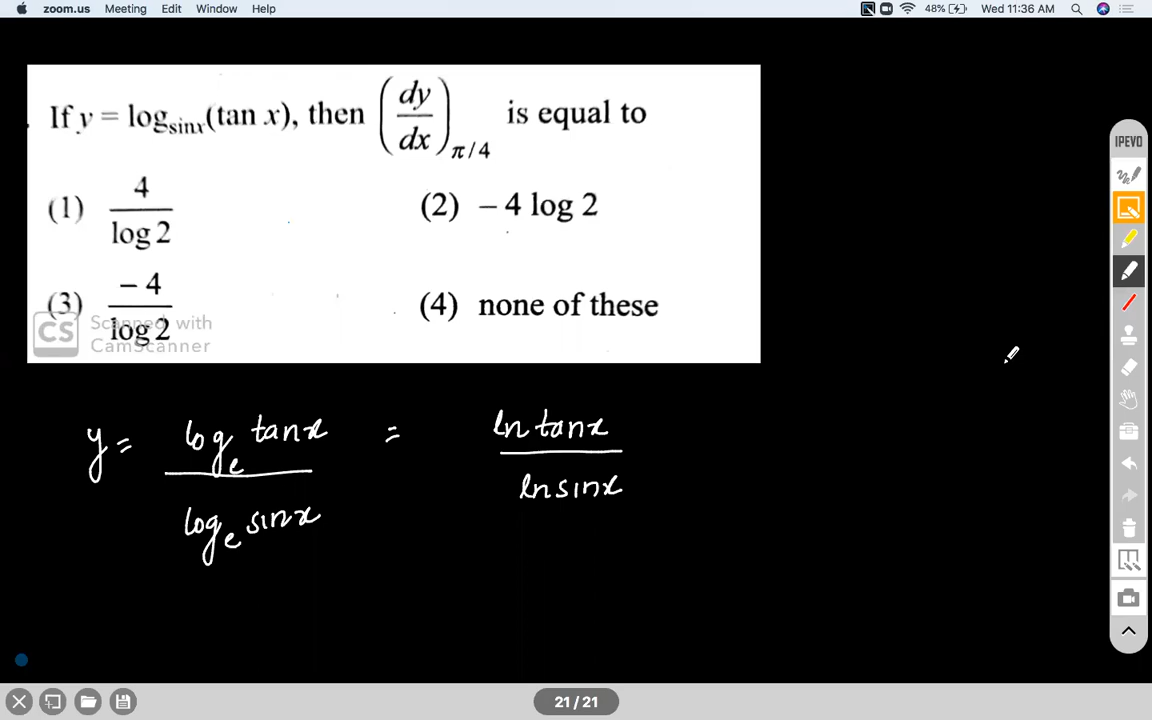 zoom.us Meeting Edit Window Help 48% Wed 11:36 AM
If y = log_sinx(tan x), then (dy/dx)_π/4 is equal to
(1) 4/log 2 (2) – 4 log 2
(3) – 4/log 2 (4) none of these
CS Scanned with CamScanner
y = log_e tanx / log_e sinx = ln tanx / ln sinx
IPEVO
21 / 21